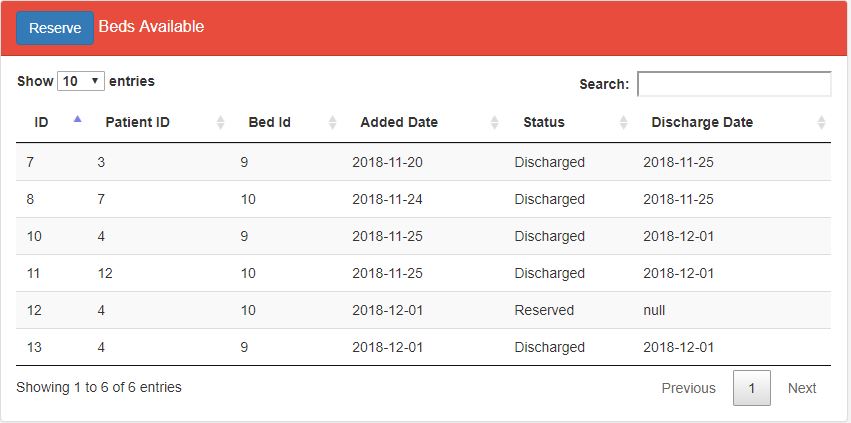 Reserve Beds Available
Show 10 entries Search:
ID Patient ID Bed Id Added Date Status Discharge Date
7 3 9 2018-11-20 Discharged 2018-11-25
8 7 10 2018-11-24 Discharged 2018-11-25
10 4 9 2018-11-25 Discharged 2018-12-01
11 12 10 2018-11-25 Discharged 2018-12-01
12 4 10 2018-12-01 Reserved null
13 4 9 2018-12-01 Discharged 2018-12-01
Showing 1 to 6 of 6 entries Previous 1 Next